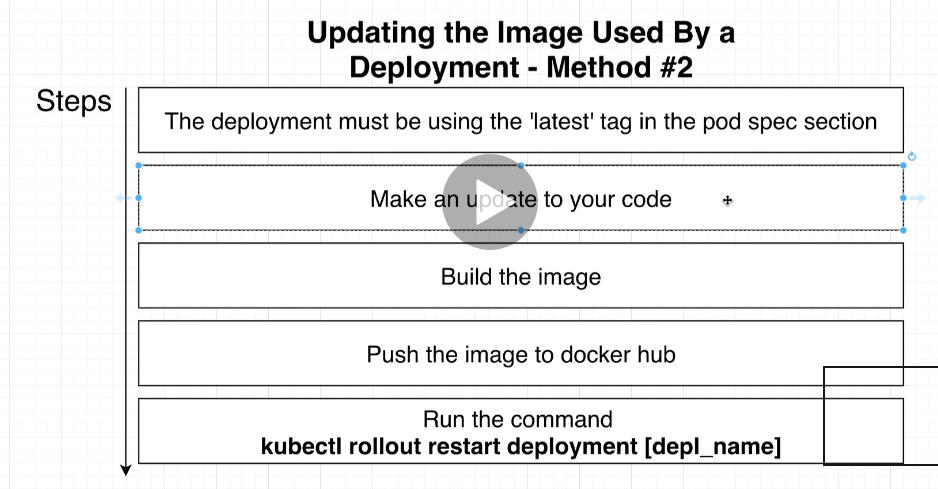 Updating the Image Used By a
Deployment - Method #2
Steps
The deployment must be using the 'latest' tag in the pod spec section
Make an update to your code
Build the image
Push the image to docker hub
Run the command
kubectl rollout restart deployment [depl_name]